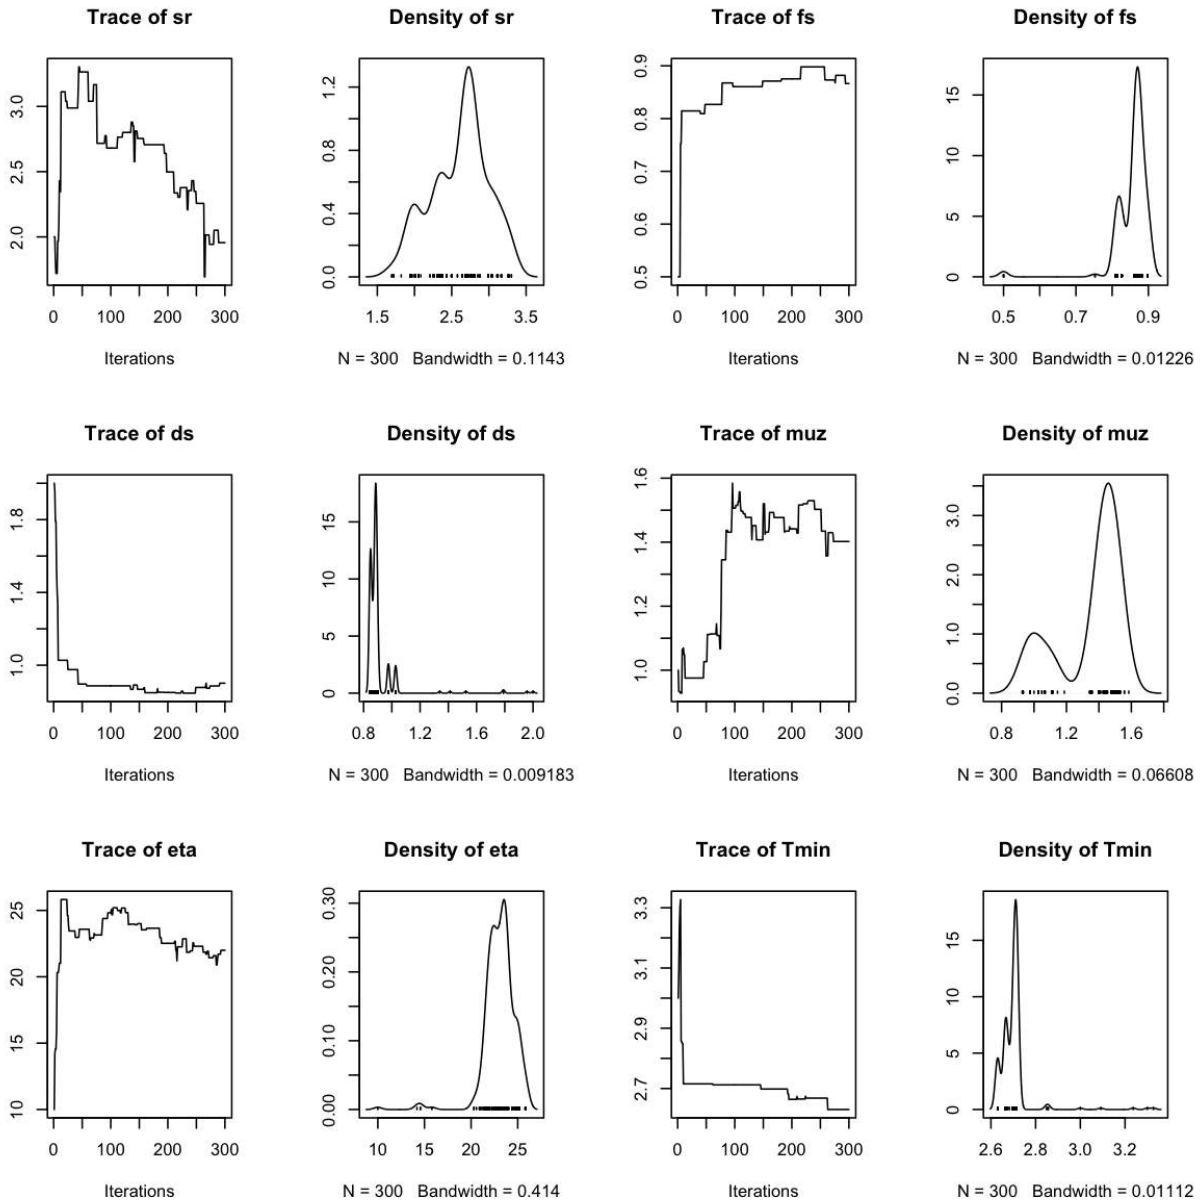 Trace of sr
3.0
2.5
2.0
0 100 200 300
Iterations
Density of sr
1.2
0.8
0.4
0.0
1.5 2.5 3.5
N = 300 Bandwidth = 0.1143
Trace of fs
0.9
0.8
0.7
0.6
0.5
0 100 200 300
Iterations
Density of fs
15
10
5
0
0.5 0.7 0.9
N = 300 Bandwidth = 0.01226
Trace of ds
1.8
1.4
1.0
0 100 200 300
Iterations
Density of ds
15
10
5
0
0.8 1.2 1.6 2.0
N = 300 Bandwidth = 0.009183
Trace of muz
1.6
1.4
1.2
1.0
0 100 200 300
Iterations
Density of muz
3.0
2.0
1.0
0.0
0.8 1.2 1.6
N = 300 Bandwidth = 0.06608
Trace of eta
25
20
15
10
0 100 200 300
Iterations
Density of eta
0.30
0.20
0.10
0.00
10 15 20 25
N = 300 Bandwidth = 0.414
Trace of Tmin
3.3
3.1
2.9
2.7
0 100 200 300
Iterations
Density of Tmin
15
10
5
0
2.6 2.8 3.0 3.2
N = 300 Bandwidth = 0.01112